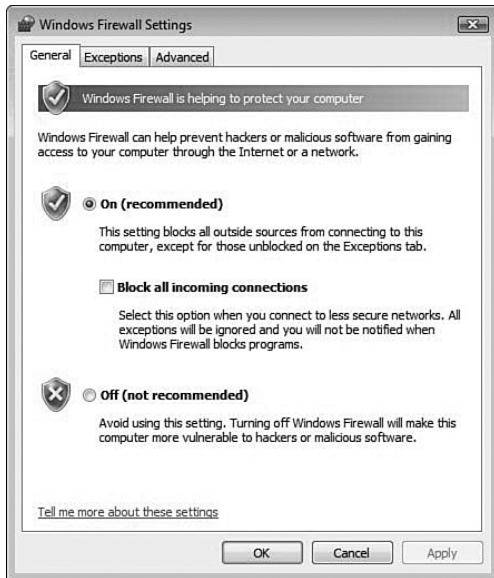 Windows Firewall Settings
General
Exceptions
Advanced
Windows Firewall is helping to protect your computer
Windows Firewall can help prevent hackers or malicious software from gaining
access to your computer through the Internet or a network.
On (recommended)
This setting blocks all outside sources from connecting to this
computer, except for those unblocked on the Exceptions tab.
Block all incoming connections
Select this option when you connect to less secure networks. All
exceptions will be ignored and you will not be notified when
Windows Firewall blocks programs.
Off (not recommended)
Avoid using this setting. Turning off Windows Firewall will make this
computer more vulnerable to hackers or malicious software.
Tell me more about these settings
OK
Cancel
Apply